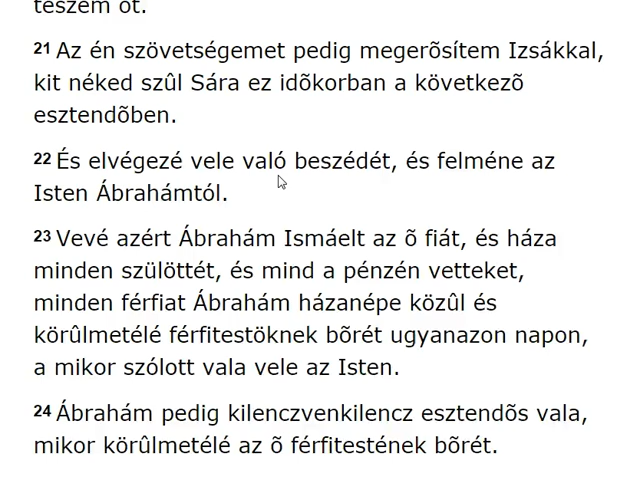 teszem õt.
21 Az én szövetségemet pedig megerõsítem Izsákkal,
kit néked szûl Sára ez idõkorban a következõ
esztendõben.
22 És elvégezé vele való beszédét, és felméne az
Isten Ábrahámtól.
23 Vevé azért Ábrahám Ismáelt az õ fiát, és háza
minden szülöttét, és mind a pénzén vetteket,
minden férfiat Ábrahám házanépe közûl és
körûlmetélé férfitestöknek bõrét ugyanazon napon,
a mikor szólott vala vele az Isten.
24 Ábrahám pedig kilenczvenkilencz esztendõs vala,
mikor körûlmetélé az õ férfitestének bõrét.